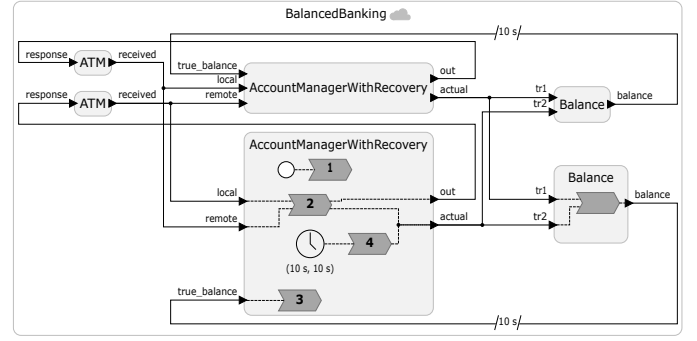 BalancedBanking
/10 s/
response
ATM
received
true_balance
local
remote
AccountManagerWithRecovery
out
actual
tr1
tr2
Balance
balance
response
ATM
received
AccountManagerWithRecovery
1
local
2
out
remote
actual
4
(10 s, 10 s)
true_balance
3
Balance
tr1
tr2
balance
/10 s/